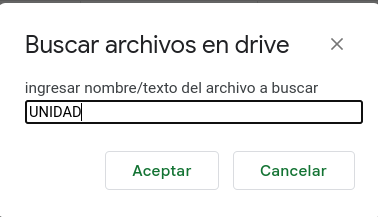 Buscar archivos en drive
ingresar nombre/texto del archivo a buscar
UNIDAD
Aceptar
Cancelar